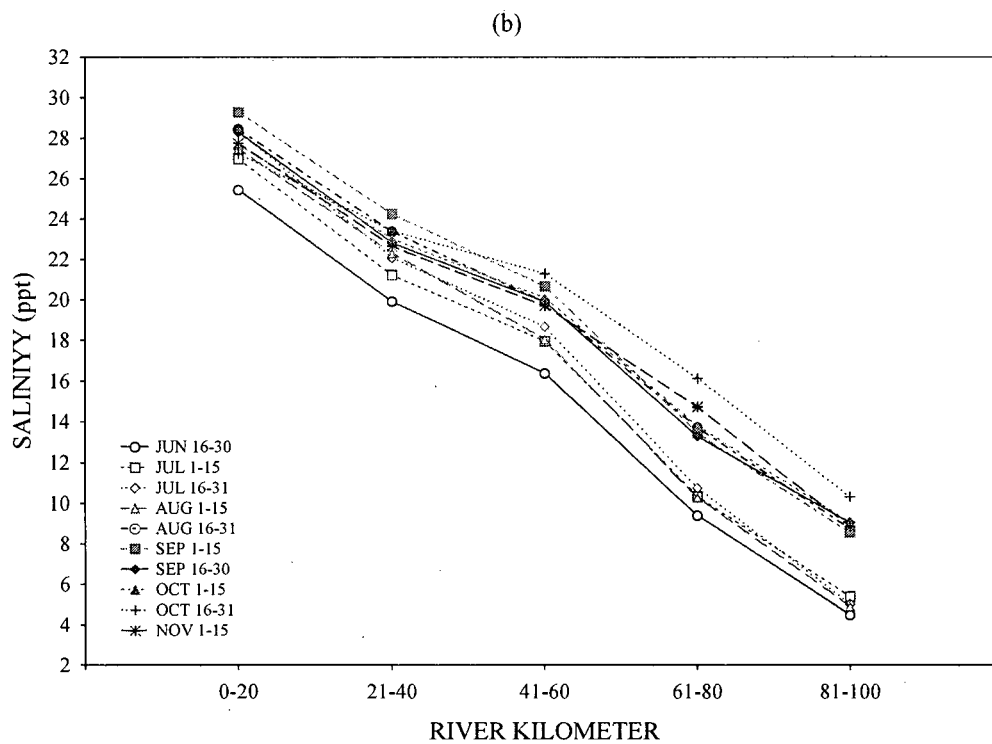 (b)
32
30
28
26
24
22
20
18
16
14
12
10
8
6
4
2
SALINIYY (ppt)
JUN 16-30
JUL 1-15
JUL 16-31
AUG 1-15
AUG 16-31
SEP 1-15
SEP 16-30
OCT 1-15
OCT 16-31
NOV 1-15
0-20 21-40 41-60 61-80 81-100
RIVER KILOMETER